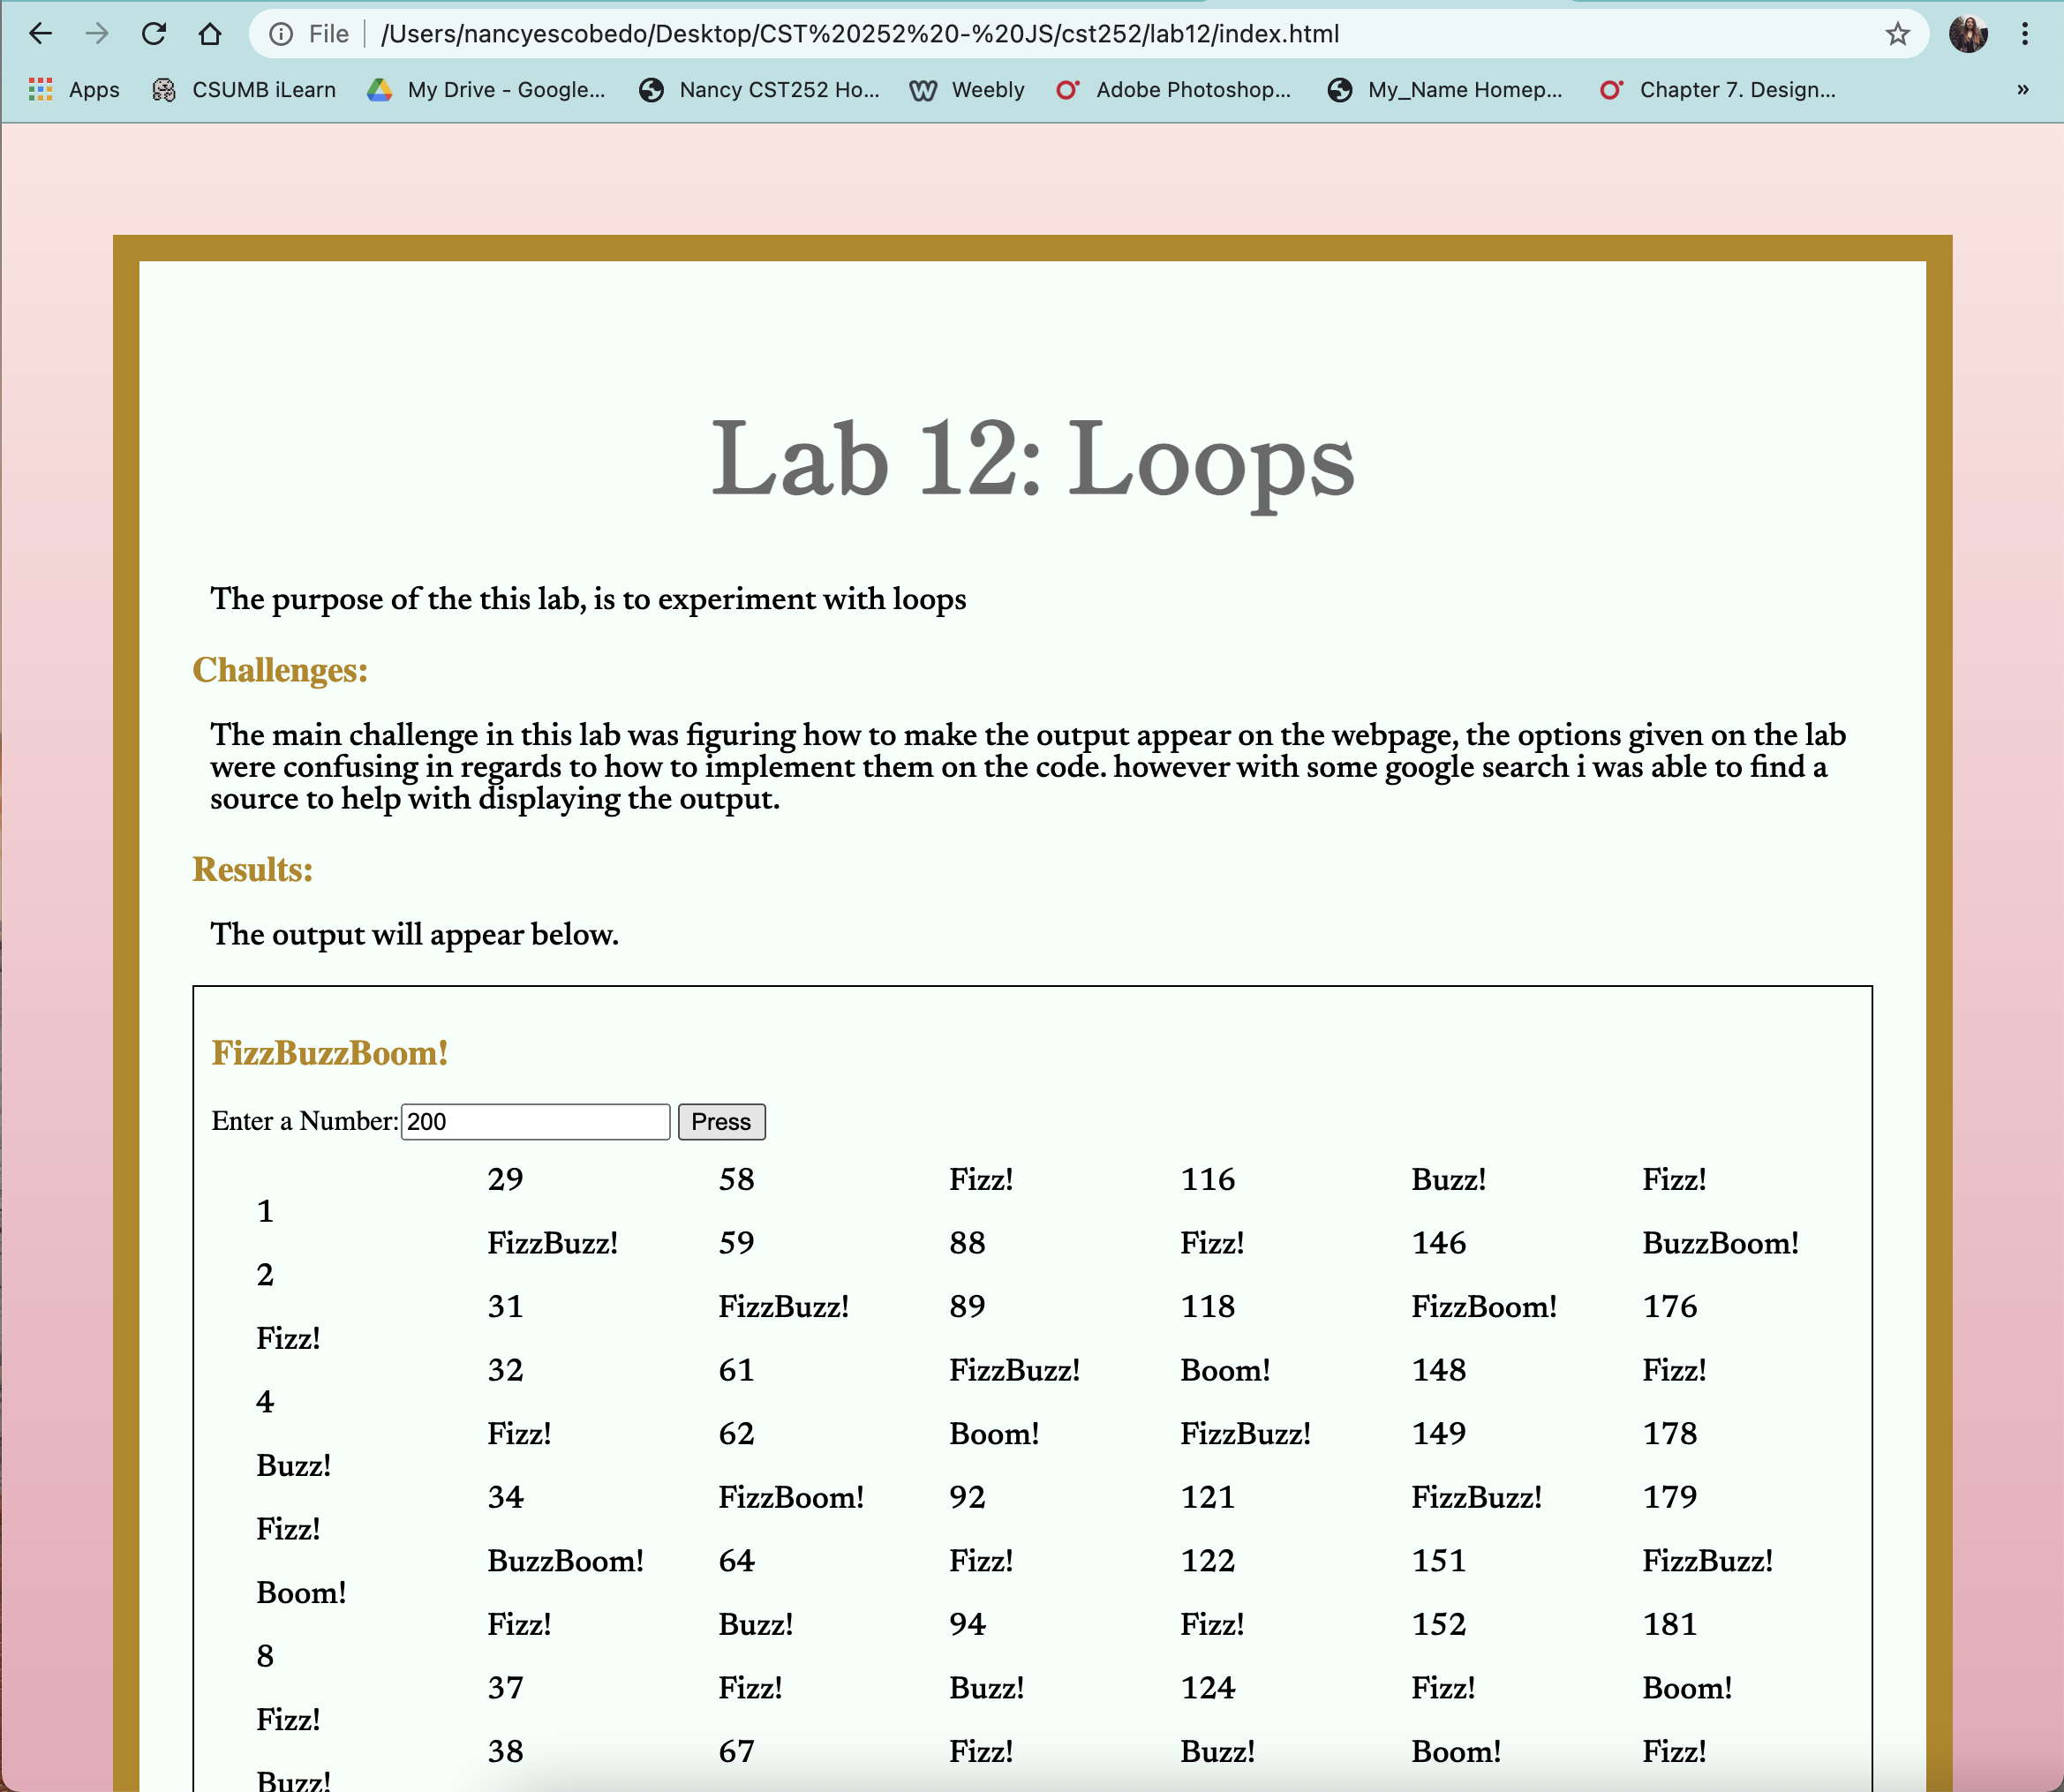 File /Users/nancyescobedo/Desktop/CST%20252%20-%20JS/cst252/lab12/index.html
Apps CSUMB iLearn My Drive - Google... Nancy CST252 Ho... Weebly Adobe Photoshop... My_Name Homep... Chapter 7. Design... »
Lab 12: Loops
The purpose of the this lab, is to experiment with loops
Challenges:
The main challenge in this lab was figuring how to make the output appear on the webpage, the options given on the lab
were confusing in regards to how to implement them on the code. however with some google search i was able to find a
source to help with displaying the output.
Results:
The output will appear below.
FizzBuzzBoom!
Enter a Number: 200 Press
1
2
Fizz!
4
Buzz!
Fizz!
Boom!
8
Fizz!
Buzz!
29
FizzBuzz!
31
32
Fizz!
34
BuzzBoom!
Fizz!
37
38
58
59
FizzBuzz!
61
62
FizzBoom!
64
Buzz!
Fizz!
67
Fizz!
88
89
FizzBuzz!
Boom!
92
Fizz!
94
Buzz!
Fizz!
116
Fizz!
118
Boom!
FizzBuzz!
121
122
Fizz!
124
Buzz!
Buzz!
146
FizzBoom!
148
149
FizzBuzz!
151
152
Fizz!
Boom!
Fizz!
BuzzBoom!
176
Fizz!
178
179
FizzBuzz!
181
Boom!
Fizz!